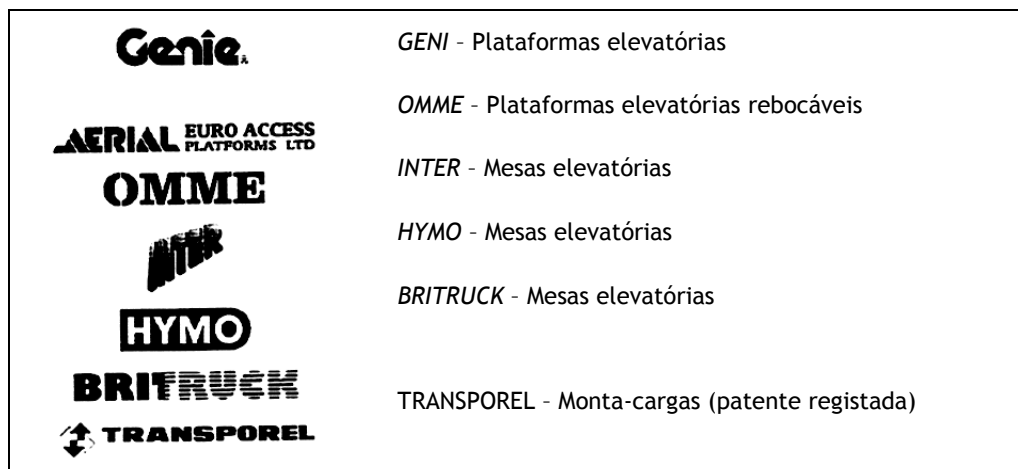 Genie
GENI – Plataformas elevatórias
OMME – Plataformas elevatórias rebocáveis
AERIAL EURO ACCESS
PLATFORMS LTD
INTER – Mesas elevatórias
OMME
HYMO – Mesas elevatórias
INTER
BRITRUCK – Mesas elevatórias
HYMO
BRITRUCK
TRANSPOREL – Monta-cargas (patente registada)
TRANSPOREL